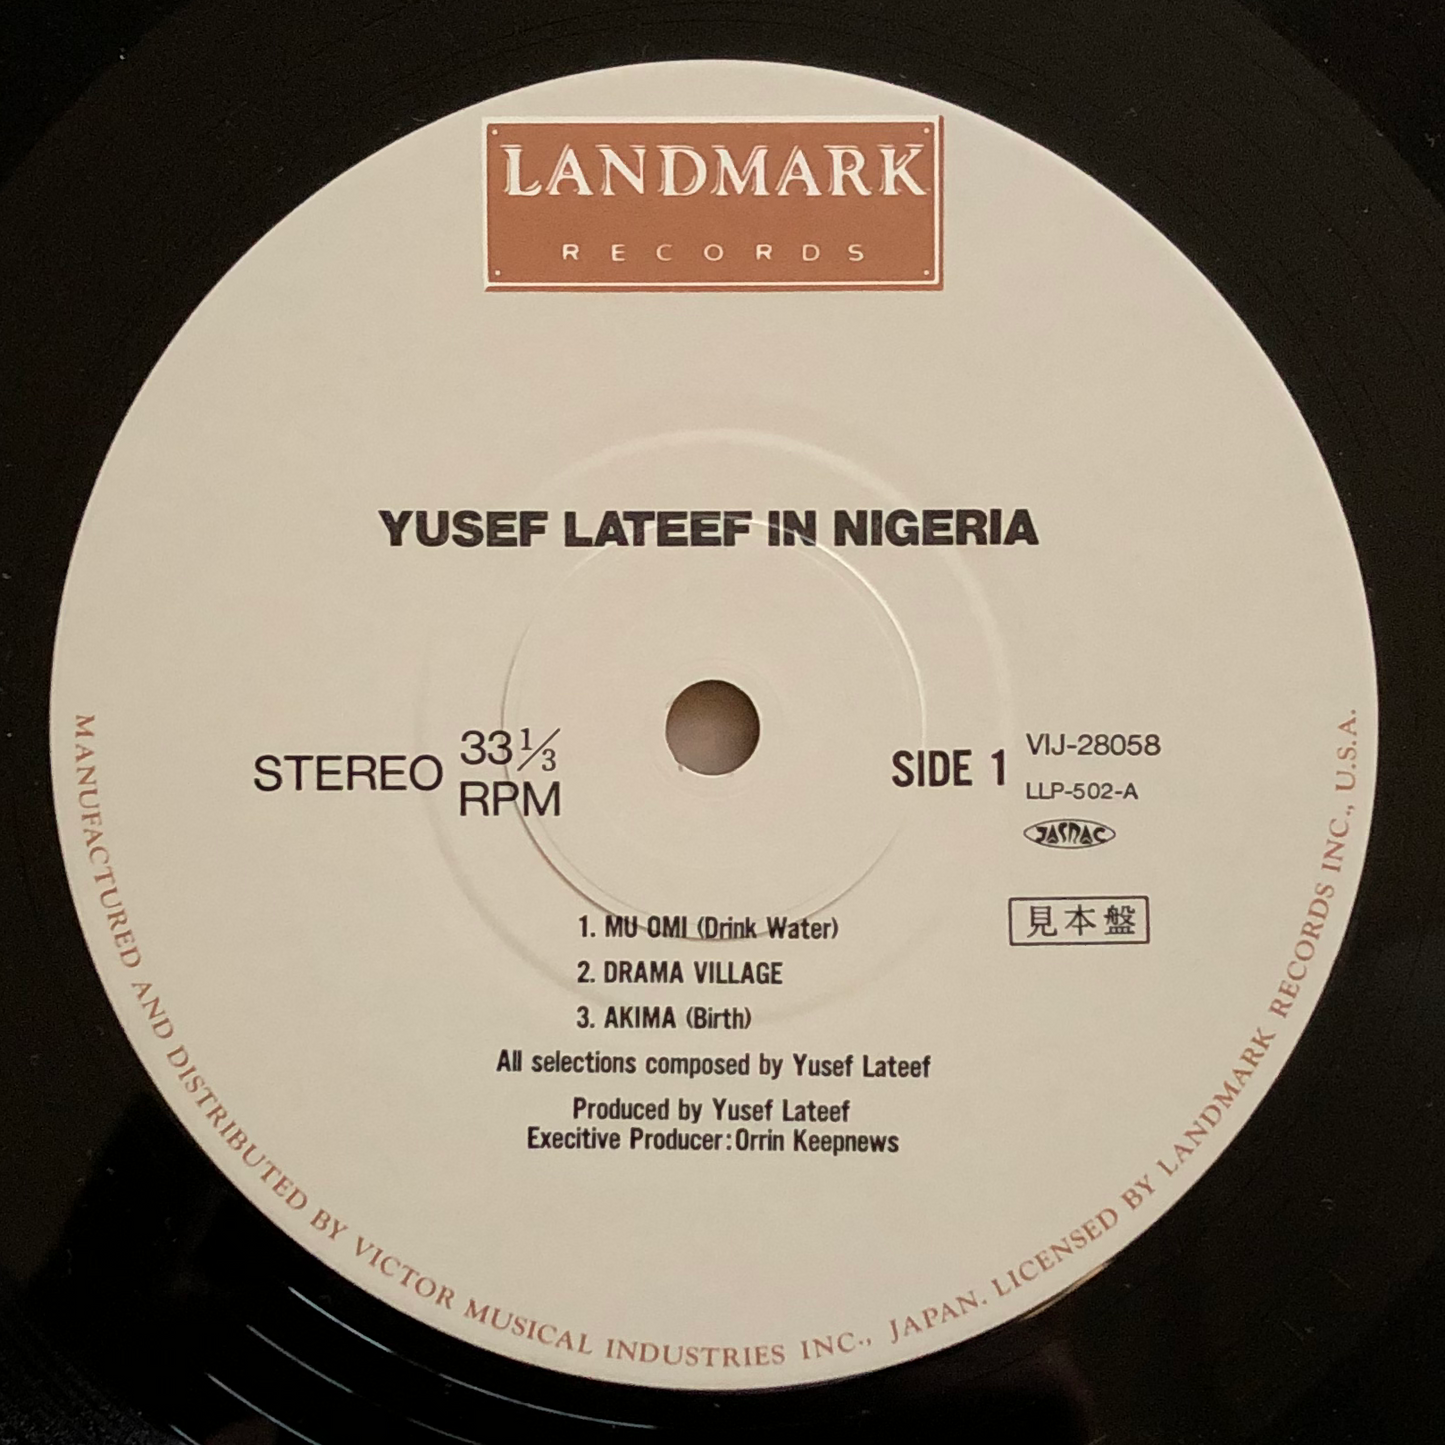 LANDMARK
RECORDS
YUSEF LATEEF IN NIGERIA
STEREO 33 1/3 RPM
SIDE 1
VIJ-28058
LLP-502-A
JASRAC
見本盤
1. MU OMI (Drink Water)
2. DRAMA VILLAGE
3. AKIMA (Birth)
All selections composed by Yusef Lateef
Produced by Yusef Lateef
Execitive Producer:Orrin Keepnews
MANUFACTURED AND DISTRIBUTED BY VICTOR MUSICAL INDUSTRIES INC., JAPAN. LICENSED BY LANDMARK RECORDS INC., U.S.A.